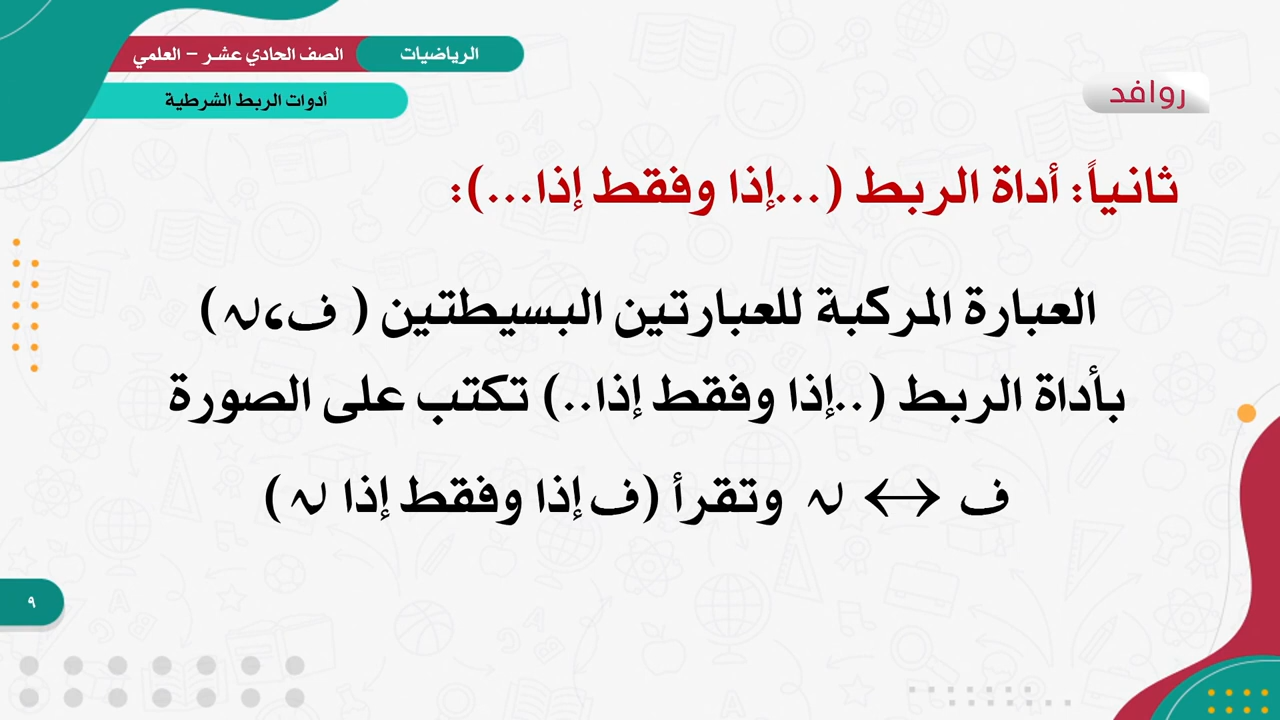 الرياضيات
الصف الحادي عشر – العلمي
أدوات الربط الشرطية
روافد
ثانياً: أداة الربط (...إذا وفقط إذا...):
العبارة المركبة للعبارتين البسيطتين ( ف، ن )
بأداة الربط (..إذا وفقط إذا..) تكتب على الصورة
ف ↔ ن وتقرأ (ف إذا وفقط إذا ن )
٩